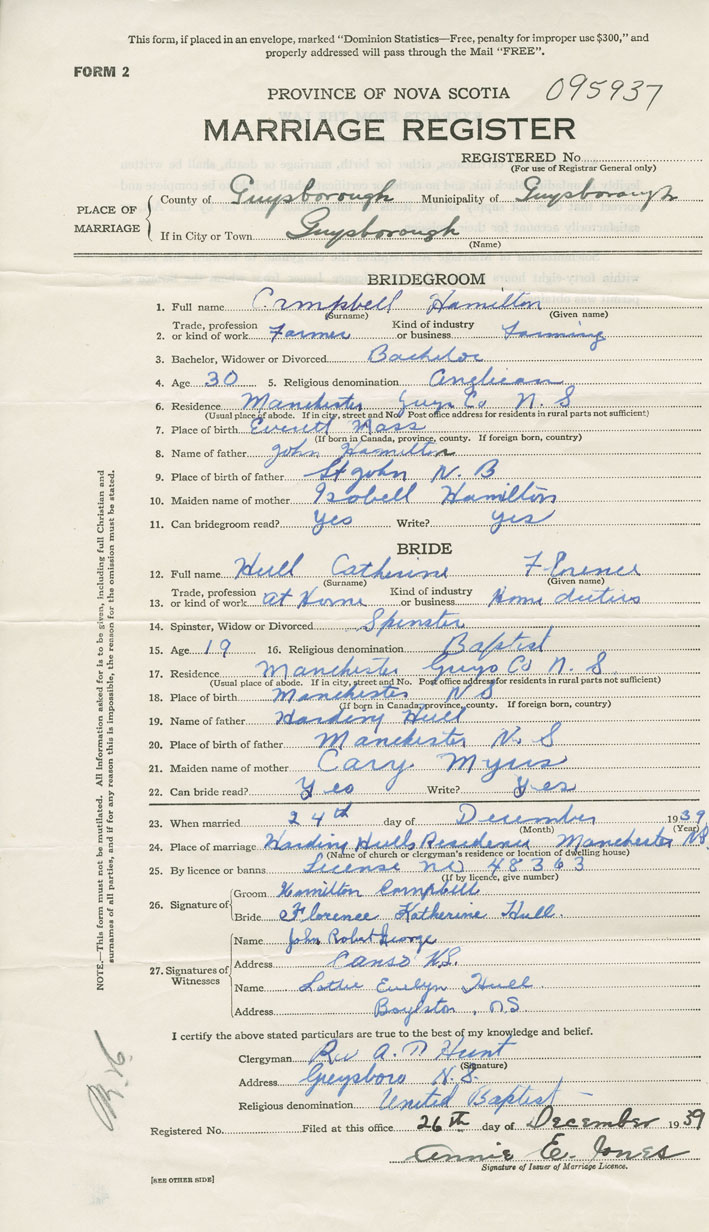 This form, if placed in an envelope, marked “Dominion Statistics—Free, penalty for improper use $300,” and
properly addressed will pass through the Mail “FREE”.
FORM 2
PROVINCE OF NOVA SCOTIA 095937
MARRIAGE REGISTER
REGISTERED No.
(For use of Registrar General only)
PLACE OF MARRIAGE
County of Guysborough Municipality of Guysborough
If in City or Town Guysborough
(Name)
BRIDEGROOM
1. Full name Campbell Hamilton
(Surname) (Given name)
2. Trade, profession or kind of work Farmer Kind of industry or business Farming
3. Bachelor, Widower or Divorced Bachelor
4. Age 30 5. Religious denomination Anglican
6. Residence Manchester Guys Co N. S
(Usual place of abode. If in city, street and No. Post office address for residents in rural parts not sufficient)
7. Place of birth Everett Mass
(If born in Canada, province, county. If foreign born, country)
8. Name of father John Hamilton
9. Place of birth of father St John N. B
10. Maiden name of mother Isabell Hamilton
11. Can bridegroom read? Yes Write? yes
BRIDE
12. Full name Hull Catherine Florence
(Surname) (Given name)
13. Trade, profession or kind of work at Home Kind of industry or business Home duties
14. Spinster, Widow or Divorced Spinster
15. Age 19 16. Religious denomination Baptist
17. Residence Manchester Guys Co N. S.
(Usual place of abode. If in city, street and No. Post office address for residents in rural parts not sufficient)
18. Place of birth Manchester N S
(If born in Canada, province, county. If foreign born, country)
19. Name of father Harding Hull
20. Place of birth of father Manchester N. S
21. Maiden name of mother Cary Myers
22. Can bride read? Yes Write? Yes
23. When married 24th day of December 1939
(Month) (Year)
24. Place of marriage Harding Hulls Residence Manchester NS.
(Name of church or clergyman's residence or location of dwelling house)
25. By licence or banns License no 48363
(If by licence, give number)
26. Signature of
Groom Hamilton Campbell
Bride Florence Katherine Hull.
27. Signatures of Witnesses
Name John Robert George
Address Canso N.S.
Name Evelyn Hull
Address Boylston, NS
I certify the above stated particulars are true to the best of my knowledge and belief.
Clergyman Rev A. D Hunt
(Signature)
Address Guysboro N. S.
Religious denomination United Baptist
Registered No. Filed at this office 26th day of December 1939
Annie E. Jones
Signature of Issuer of Marriage Licence.
[SEE OTHER SIDE]
NOTE.—This form must not be mutilated. All information asked for is to be given, including full Christian and
surnames of all parties, and if for any reason this is impossible, the reason for the omission must be stated.